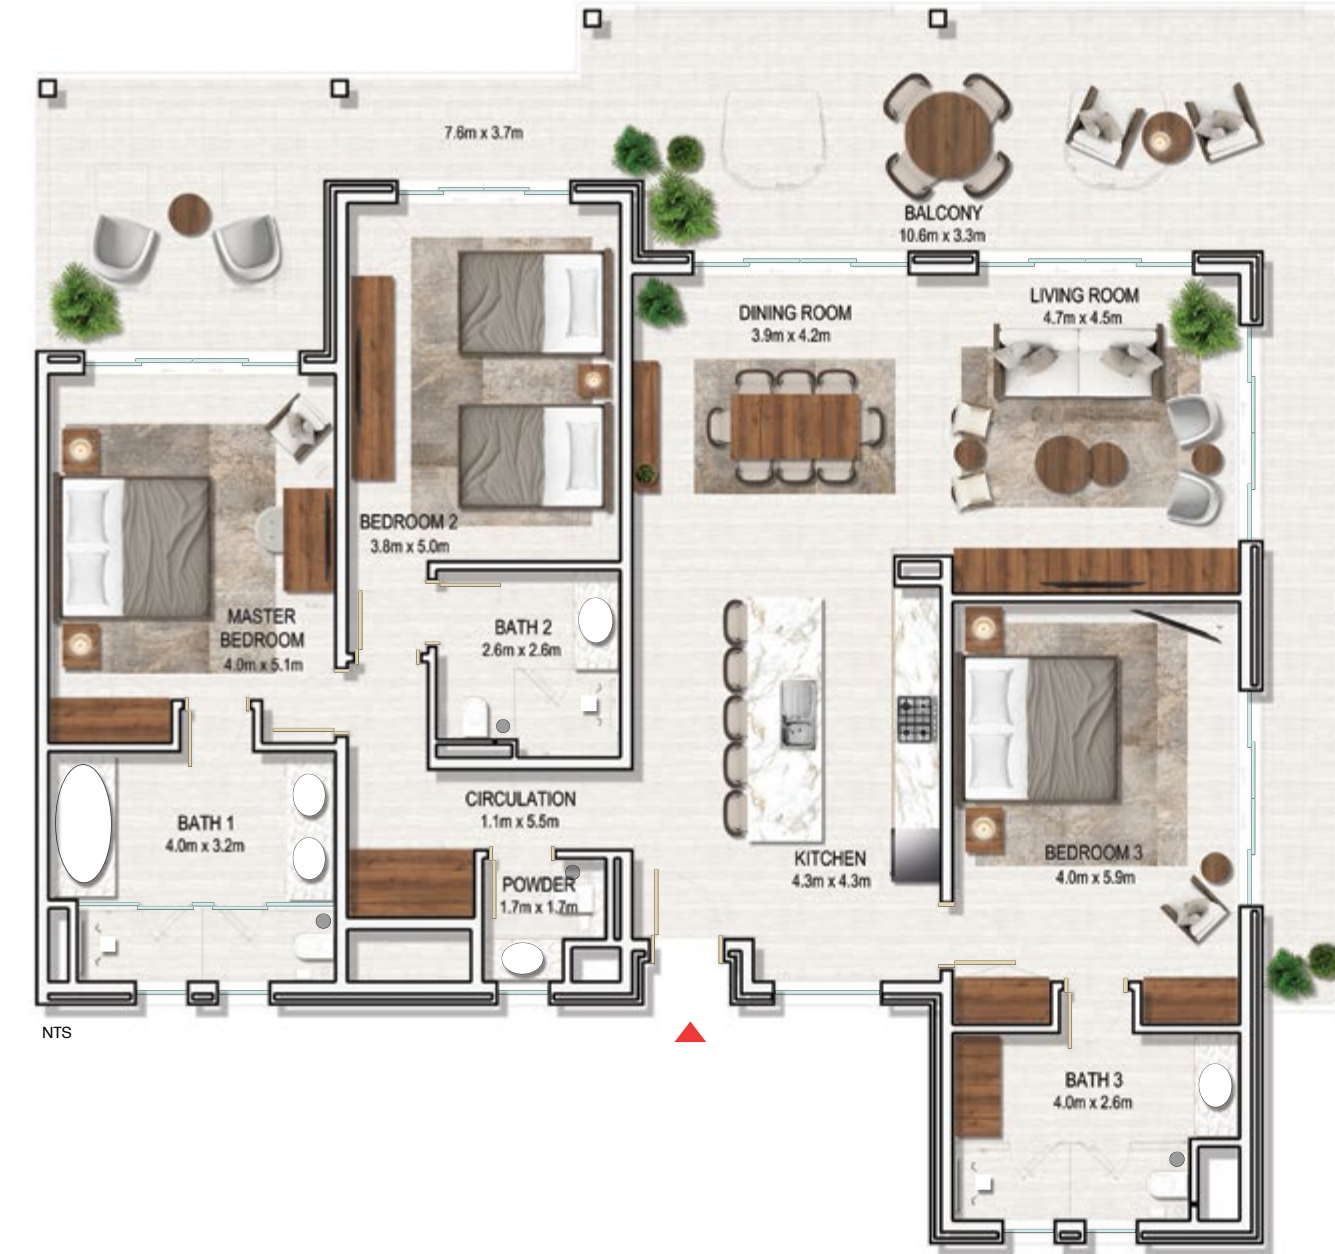 7.6m x 3.7m
BALCONY
10.6m x 3.3m
LIVING ROOM
4.7m x 4.5m
DINING ROOM
3.9m x 4.2m
BEDROOM 2
3.8m x 5.0m
MASTER
BEDROOM
4.0m x 5.1m
BATH 2
2.6m x 2.6m
CIRCULATION
1.1m x 5.5m
BATH 1
4.0m x 3.2m
KITCHEN
4.3m x 4.3m
BEDROOM 3
4.0m x 5.9m
POWDER
1.7m x 1.7m
NTS
BATH 3
4.0m x 2.6m